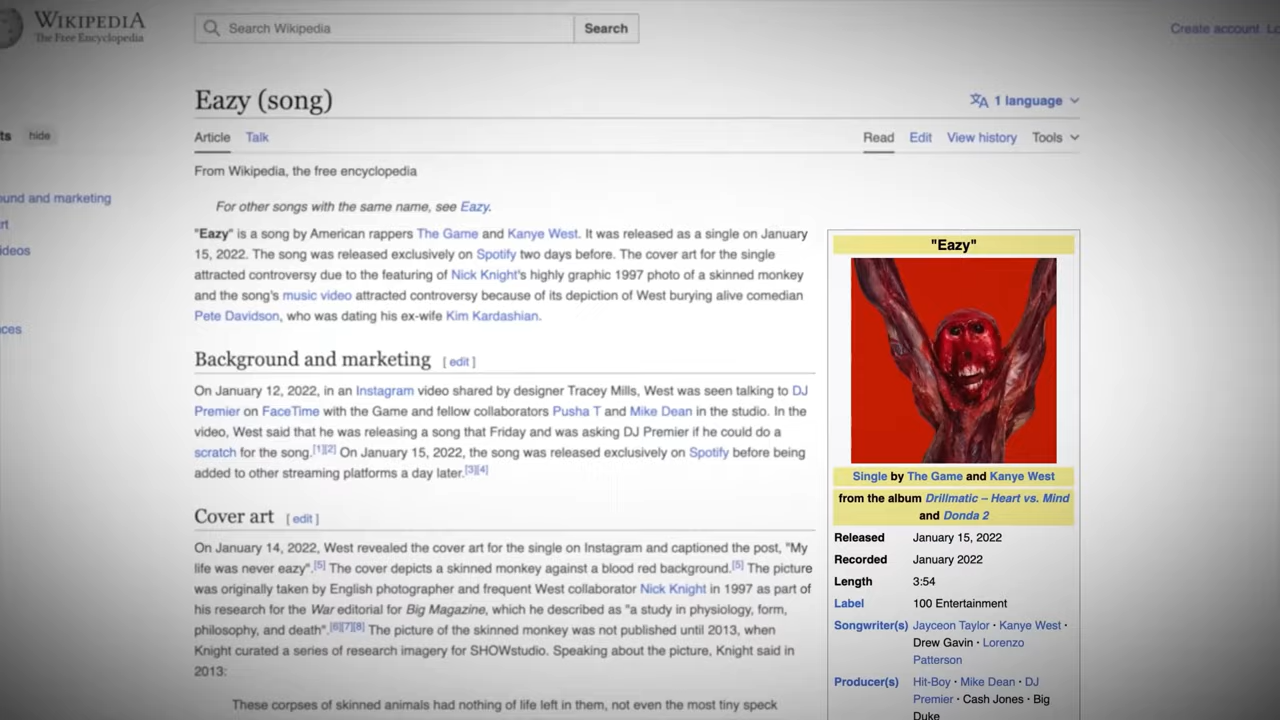 WIKIPEDIA
The Free Encyclopedia
Search Wikipedia
Search
Create account
Eazy (song)
1 language
hide
Article Talk
Read Edit View history Tools
From Wikipedia, the free encyclopedia
and marketing
For other songs with the same name, see Eazy.
"Eazy" is a song by American rappers The Game and Kanye West. It was released as a single on January
15, 2022. The song was released exclusively on Spotify two days before. The cover art for the single
attracted controversy due to the featuring of Nick Knight's highly graphic 1997 photo of a skinned monkey
and the song's music video attracted controversy because of its depiction of West burying alive comedian
Pete Davidson, who was dating his ex-wife Kim Kardashian.
Background and marketing [ edit ]
On January 12, 2022, in an Instagram video shared by designer Tracey Mills, West was seen talking to DJ
Premier on FaceTime with the Game and fellow collaborators Pusha T and Mike Dean in the studio. In the
video, West said that he was releasing a song that Friday and was asking DJ Premier if he could do a
scratch for the song.[1][2] On January 15, 2022, the song was released exclusively on Spotify before being
added to other streaming platforms a day later.[3][4]
Cover art [ edit ]
On January 14, 2022, West revealed the cover art for the single on Instagram and captioned the post, "My
life was never eazy".[5] The cover depicts a skinned monkey against a blood red background.[5] The picture
was originally taken by English photographer and frequent West collaborator Nick Knight in 1997 as part of
his research for the War editorial for Big Magazine, which he described as "a study in physiology, form,
philosophy, and death".[6][7][8] The picture of the skinned monkey was not published until 2013, when
Knight curated a series of research imagery for SHOWstudio. Speaking about the picture, Knight said in
2013:
These corpses of skinned animals had nothing of life left in them, not even the most tiny speck
"Eazy"
Single by The Game and Kanye West
from the album Drillmatic – Heart vs. Mind
and Donda 2
Released January 15, 2022
Recorded January 2022
Length 3:54
Label 100 Entertainment
Songwriter(s) Jayceon Taylor · Kanye West ·
Drew Gavin · Lorenzo
Patterson
Producer(s) Hit-Boy · Mike Dean · DJ
Premier · Cash Jones · Big
Duke